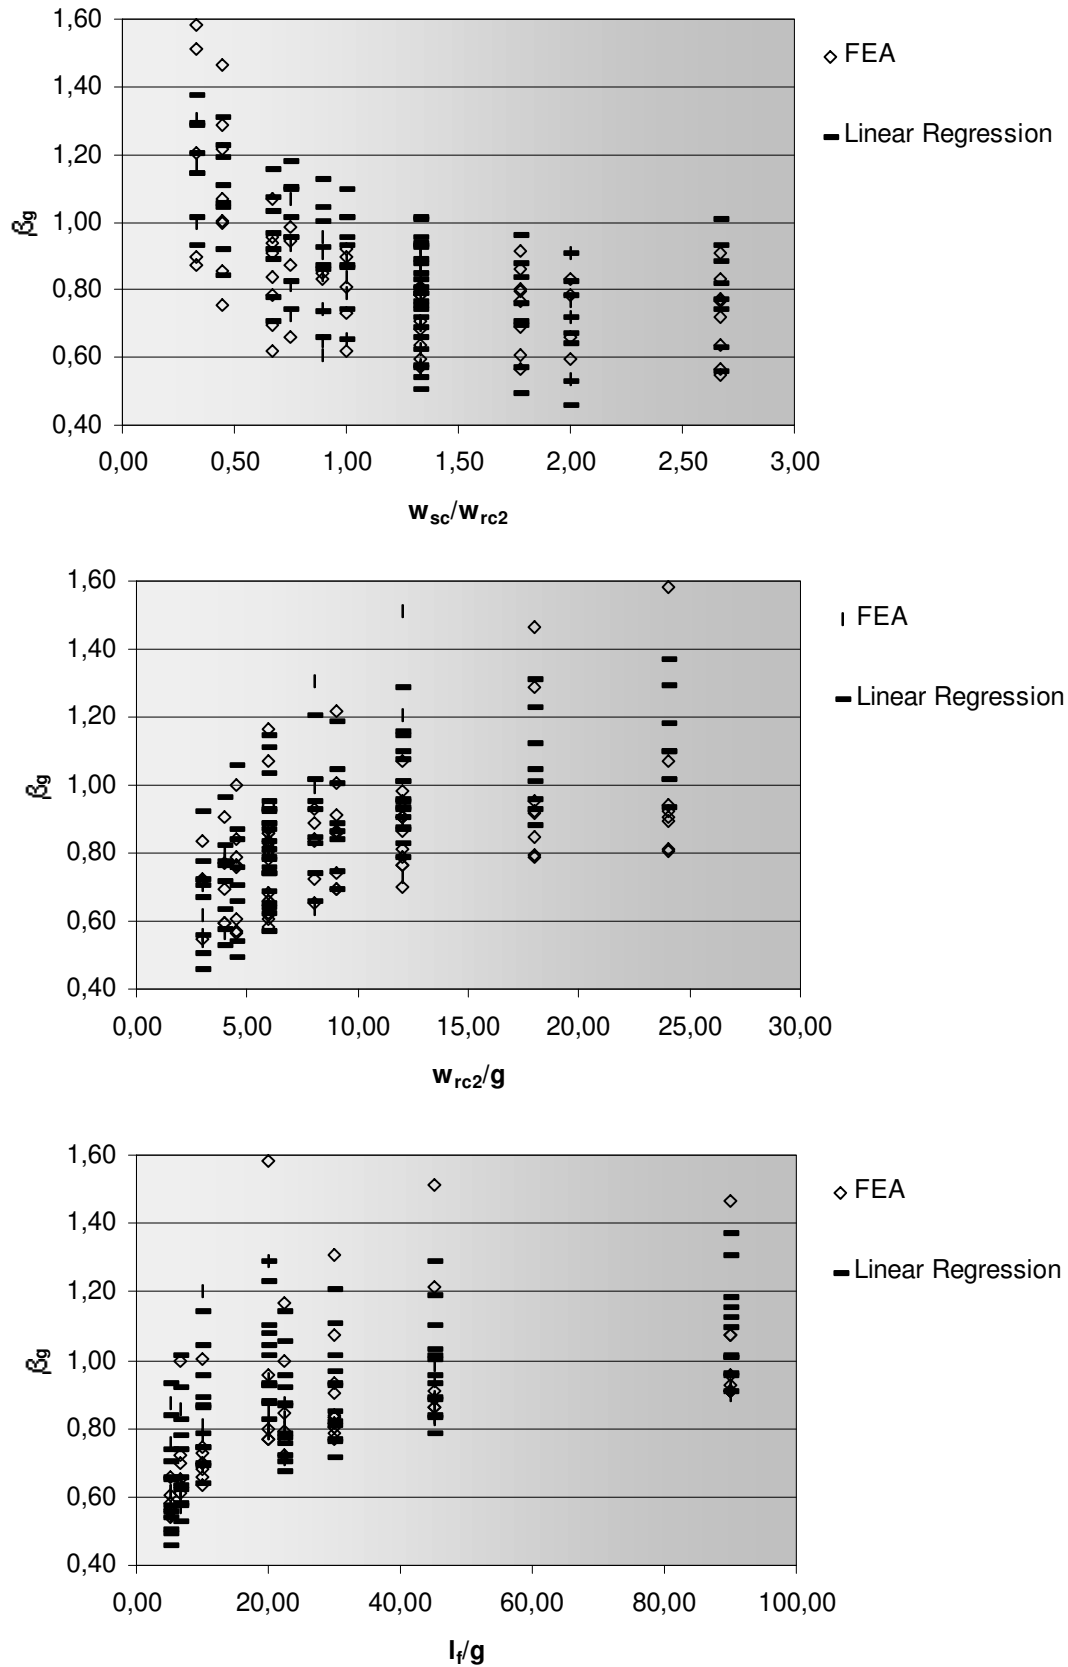 1,60
1,40
1,20
1,00
0,80
0,60
0,40
βg
0,00 0,50 1,00 1,50 2,00 2,50 3,00
wsc/wrc2
FEA
Linear Regression
1,60
1,40
1,20
1,00
0,80
0,60
0,40
βg
0,00 5,00 10,00 15,00 20,00 25,00 30,00
wrc2/g
FEA
Linear Regression
1,60
1,40
1,20
1,00
0,80
0,60
0,40
βg
0,00 20,00 40,00 60,00 80,00 100,00
lf/g
FEA
Linear Regression